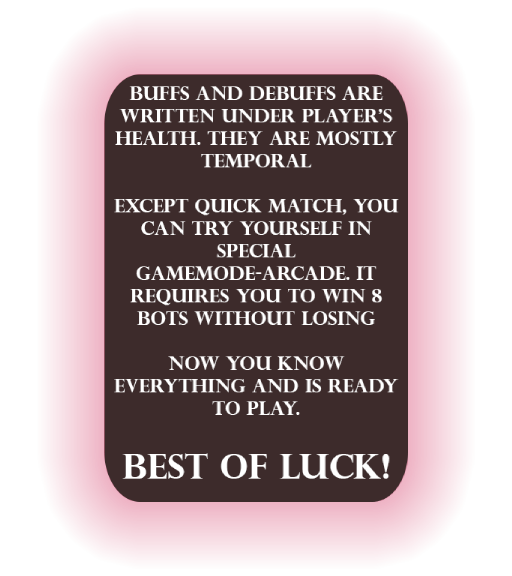 BUFFS AND DEBUFFS ARE
WRITTEN UNDER PLAYER'S
HEALTH. THEY ARE MOSTLY
TEMPORAL
EXCEPT QUICK MATCH, YOU
CAN TRY YOURSELF IN
SPECIAL
GAMEMODE-ARCADE. IT
REQUIRES YOU TO WIN 8
BOTS WITHOUT LOSING
NOW YOU KNOW
EVERYTHING AND IS READY
TO PLAY.
BEST OF LUCK!